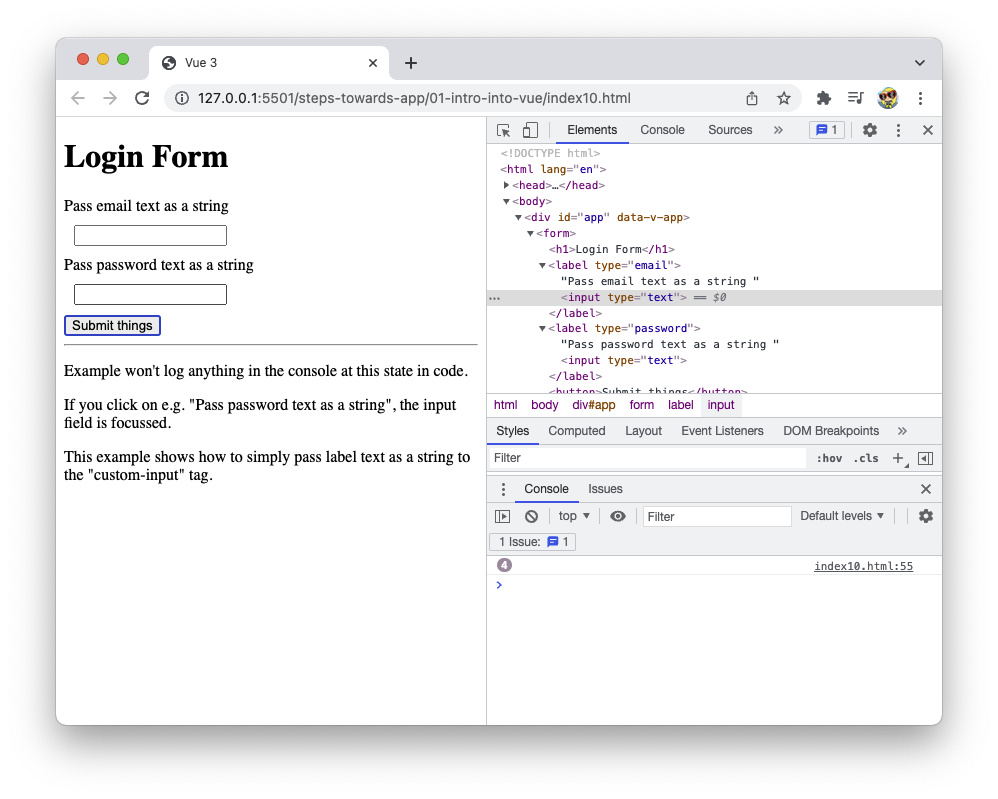 Vue 3
127.0.0.1:5501/steps-towards-app/01-intro-into-vue/index10.html
Login Form
Pass email text as a string
Pass password text as a string
Submit things
Example won't log anything in the console at this state in code.
If you click on e.g. "Pass password text as a string", the input
field is focussed.
This example shows how to simply pass label text as a string to
the "custom-input" tag.
Elements Console Sources » 1
<!DOCTYPE html>
<html lang="en">
<head>…</head>
<body>
<div id="app" data-v-app>
<form>
<h1>Login Form</h1>
<label type="email">
"Pass email text as a string "
<input type="text"> == $0
</label>
<label type="password">
"Pass password text as a string "
<input type="text">
</label>
<button>Submit things</button>
html body div#app form label input
Styles Computed Layout Event Listeners DOM Breakpoints »
Filter :hov .cls +
Console Issues
top Filter Default levels
1 Issue: 1
4 index10.html:55
>